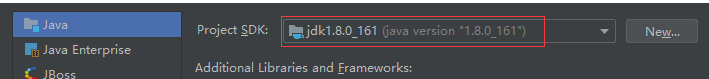 Java
Project SDK: jdk1.8.0_161 (java version "1.8.0_161") New...
Java Enterprise
JBoss
Additional Libraries and Frameworks: